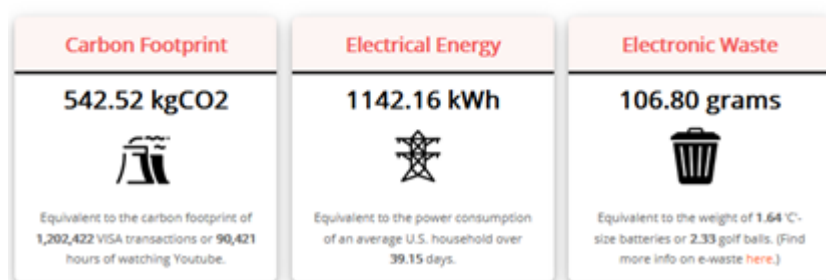 Carbon Footprint
542.52 kgCO2
Equivalent to the carbon footprint of
1,202,422 VISA transactions or 90,421
hours of watching Youtube.
Electrical Energy
1142.16 kWh
Equivalent to the power consumption
of an average U.S. household over
39.15 days.
Electronic Waste
106.80 grams
Equivalent to the weight of 1.64 'C'-
size batteries or 2.33 golf balls. (Find
more info on e-waste here.)